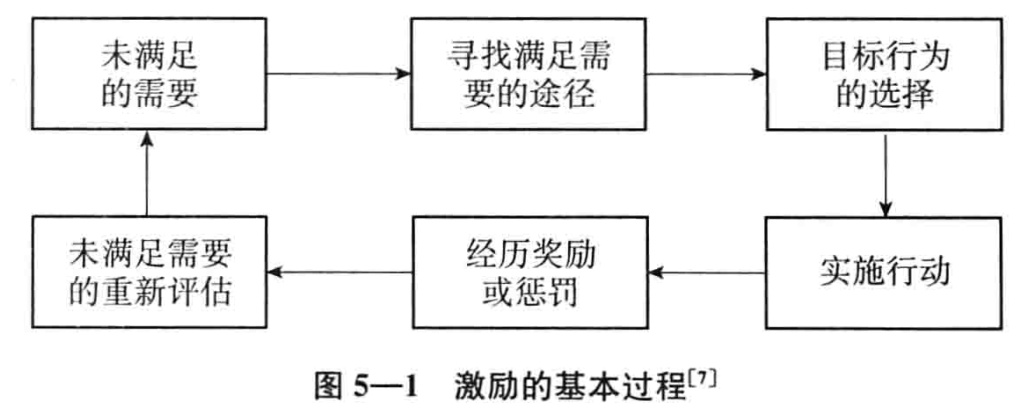 未满足
的需要
寻找满足需
要的途径
目标行为
的选择
未满足需要
的重新评估
经历奖励
或惩罚
实施行动
图 5—1 激励的基本过程[7]